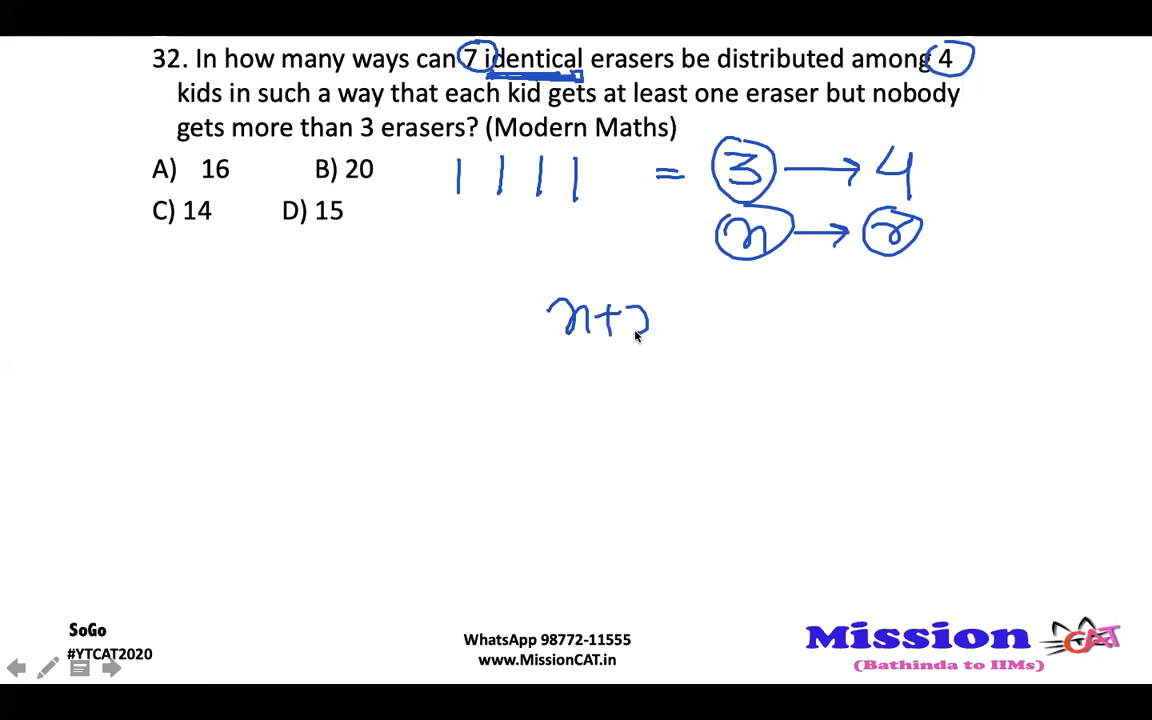 32. In how many ways can 7 identical erasers be distributed among 4
kids in such a way that each kid gets at least one eraser but nobody
gets more than 3 erasers? (Modern Maths)
A) 16 B) 20
C) 14 D) 15
1 1 1 1 = 3 → 4
n → r
n+
SoGo
#YTCAT2020
WhatsApp 98772-11555
www.MissionCAT.in
Mission CAT
(Bathinda to IIMs)